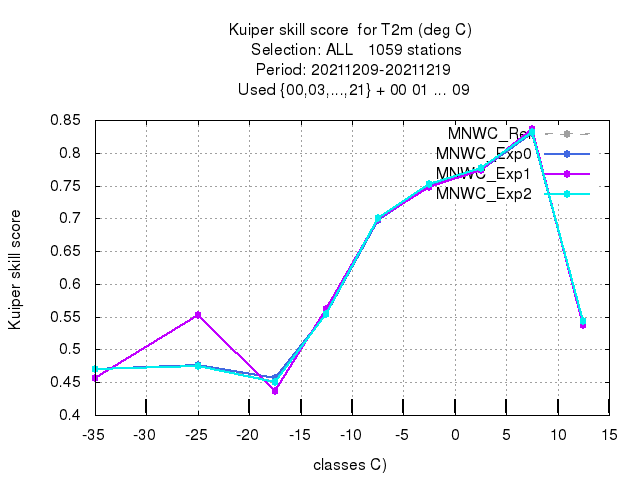 Kuiper skill score for T2m (deg C)
Selection: ALL 1059 stations
Period: 20211209-20211219
Used {00,03,...,21} + 00 01 ... 09
MNWC_Ref
MNWC_Exp0
MNWC_Exp1
MNWC_Exp2
0.85
0.8
0.75
0.7
0.65
0.6
0.55
0.5
0.45
0.4
Kuiper skill score
-35 -30 -25 -20 -15 -10 -5 0 5 10 15
classes C)